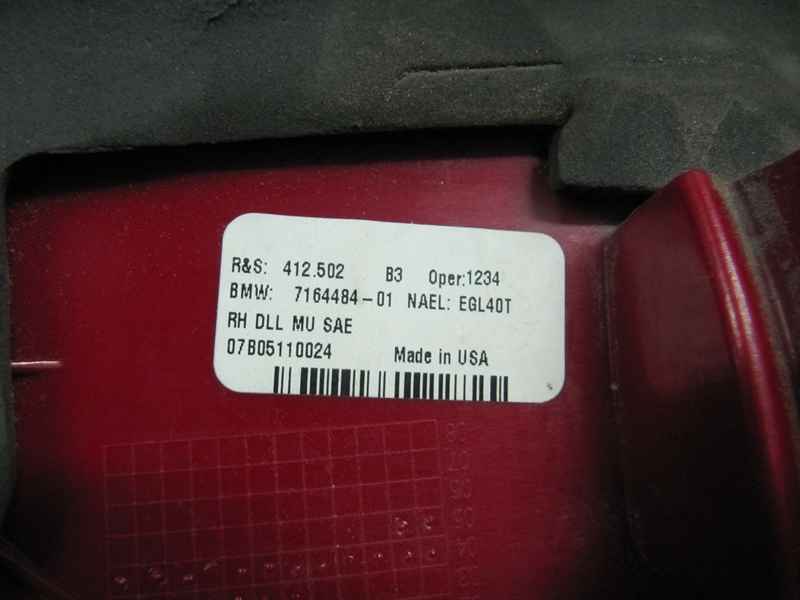 R&S: 412.502 B3 Oper:1234
BMW: 7164484-01 NAEL: EGL40T
RH DLL MU SAE
07B05110024 Made in USA